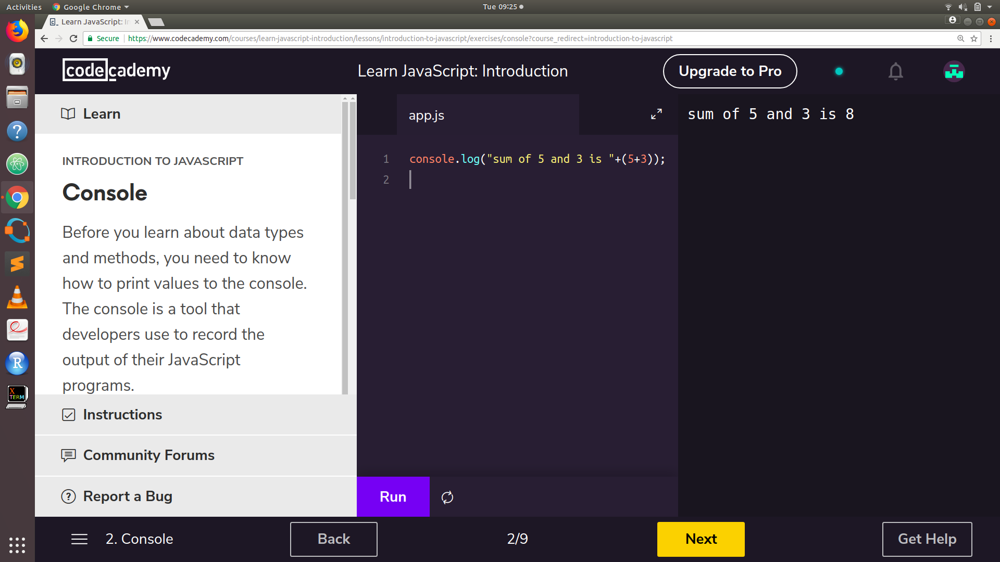 Activities
Google Chrome
Tue 09:25
Learn JavaScript: In
Secure
https://www.codecademy.com/courses/learn-javascript-introduction/lessons/introduction-to-javascript/exercises/console?course_redirect=introduction-to-javascript
codecademy
Learn JavaScript: Introduction
Upgrade to Pro
Learn
INTRODUCTION TO JAVASCRIPT
Console
Before you learn about data types
and methods, you need to know
how to print values to the console.
The console is a tool that
developers use to record the
output of their JavaScript
programs.
Instructions
Community Forums
Report a Bug
app.js
1 console.log("sum of 5 and 3 is "+(5+3));
2
Run
sum of 5 and 3 is 8
2. Console
Back
2/9
Next
Get Help
R
X
TERM